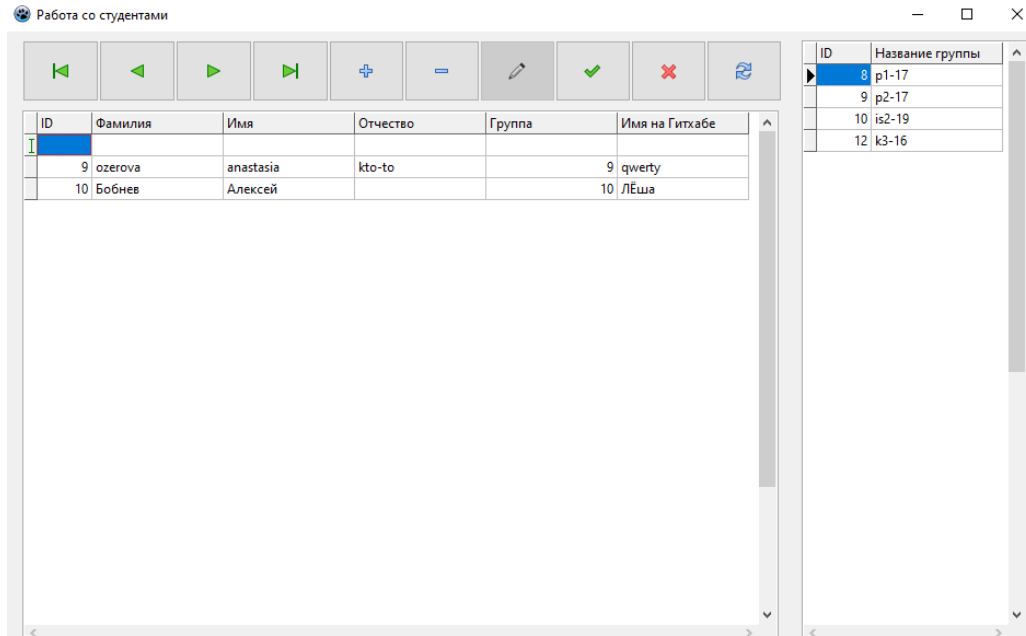 Работа со студентами
ID Фамилия Имя Отчество Группа Имя на Гитхабе
9 ozerova anastasia kto-to 9 qwerty
10 Бобнев Алексей 10 ЛЁша
ID Название группы
8 p1-17
9 p2-17
10 is2-19
12 k3-16